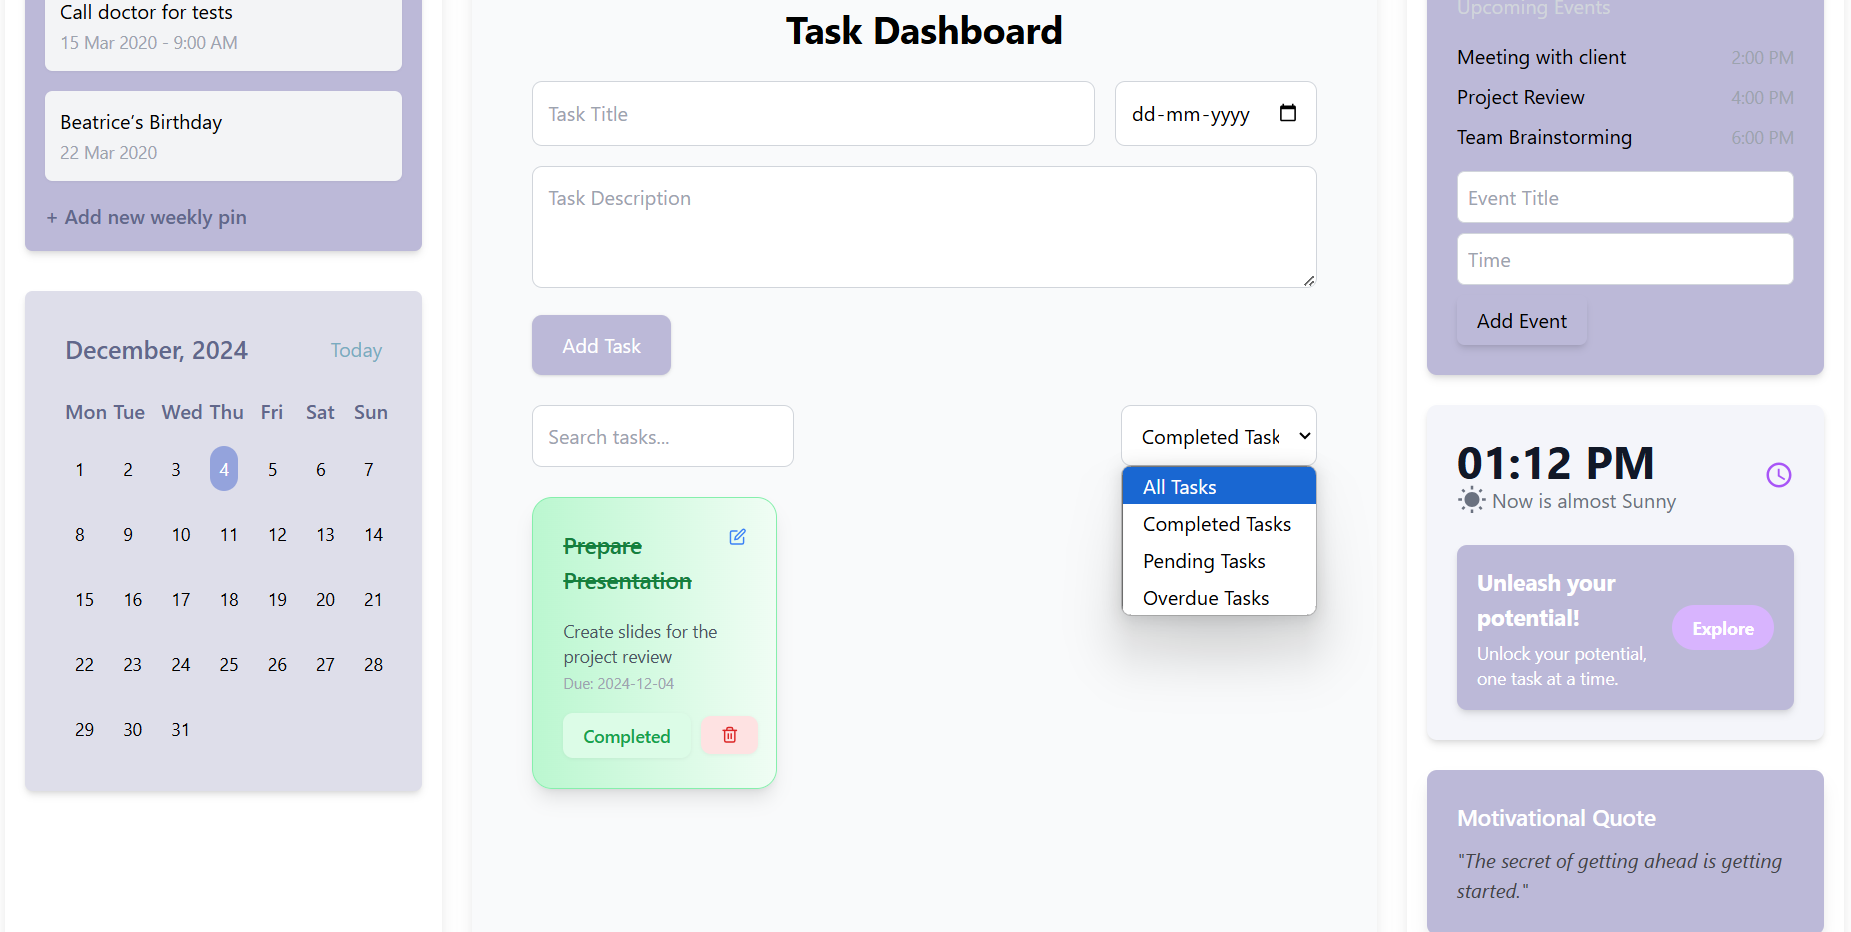 Call doctor for tests
15 Mar 2020 - 9:00 AM
Beatrice’s Birthday
22 Mar 2020
+ Add new weekly pin
December, 2024
Today
Mon Tue Wed Thu Fri Sat Sun
1 2 3 4 5 6 7
8 9 10 11 12 13 14
15 16 17 18 19 20 21
22 23 24 25 26 27 28
29 30 31
Task Dashboard
Task Title
dd-mm-yyyy
Task Description
Add Task
Search tasks...
Completed Task
All Tasks
Completed Tasks
Pending Tasks
Overdue Tasks
Prepare
Presentation
Create slides for the
project review
Due: 2024-12-04
Completed
Upcoming Events
Meeting with client 2:00 PM
Project Review 4:00 PM
Team Brainstorming 6:00 PM
Event Title
Time
Add Event
01:12 PM
Now is almost Sunny
Unleash your
potential!
Unlock your potential,
one task at a time.
Explore
Motivational Quote
"The secret of getting ahead is getting
started."